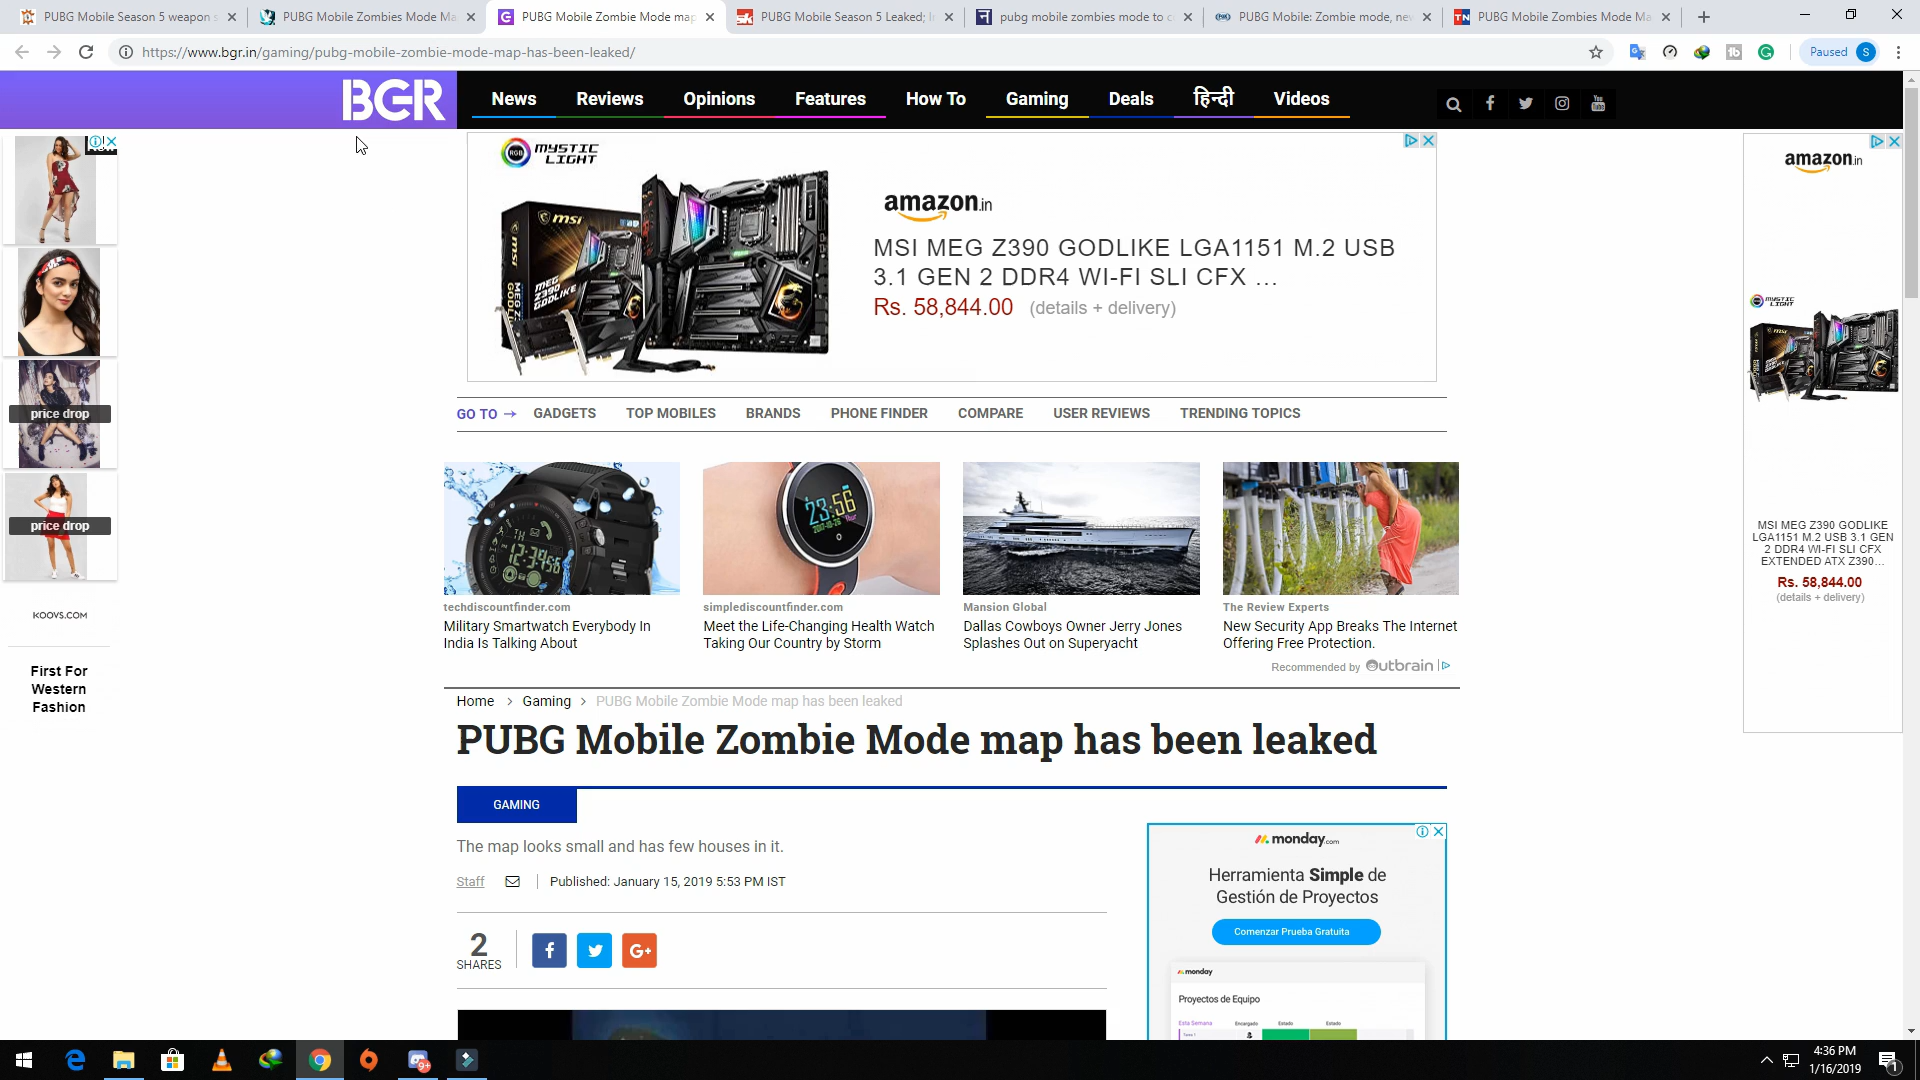 PUBG Mobile Season 5 weapon s
PUBG Mobile Zombies Mode Ma
PUBG Mobile Zombie Mode map
PUBG Mobile Season 5 Leaked; I
pubg mobile zombies mode to c
PUBG Mobile: Zombie mode, ne
PUBG Mobile Zombies Mode Ma
https://www.bgr.in/gaming/pubg-mobile-zombie-mode-map-has-been-leaked/
Paused S
BGR
News Reviews Opinions Features How To Gaming Deals हिन्दी Videos
MYSTIC LIGHT
amazon.in
MSI MEG Z390 GODLIKE LGA1151 M.2 USB
3.1 GEN 2 DDR4 WI-FI SLI CFX ...
Rs. 58,844.00 (details + delivery)
price drop
price drop
KOOVS.COM
First For
Western
Fashion
GO TO → GADGETS TOP MOBILES BRANDS PHONE FINDER COMPARE USER REVIEWS TRENDING TOPICS
techdiscountfinder.com
Military Smartwatch Everybody In
India Is Talking About
simplediscountfinder.com
Meet the Life-Changing Health Watch
Taking Our Country by Storm
Mansion Global
Dallas Cowboys Owner Jerry Jones
Splashes Out on Superyacht
The Review Experts
New Security App Breaks The Internet
Offering Free Protection.
Recommended by Outbrain
amazon.in
MYSTIC LIGHT
MSI MEG Z390 GODLIKE
LGA1151 M.2 USB 3.1 GEN
2 DDR4 WI-FI SLI CFX
EXTENDED ATX Z390...
Rs. 58,844.00
(details + delivery)
Home > Gaming > PUBG Mobile Zombie Mode map has been leaked
PUBG Mobile Zombie Mode map has been leaked
GAMING
The map looks small and has few houses in it.
Staff | Published: January 15, 2019 5:53 PM IST
2
SHARES
f
G+
monday.com
Herramienta Simple de
Gestión de Proyectos
Comenzar Prueba Gratuita
monday
Proyectos de Equipo
Esta Semana Encargado Estado Estado
4:36 PM
1/16/2019